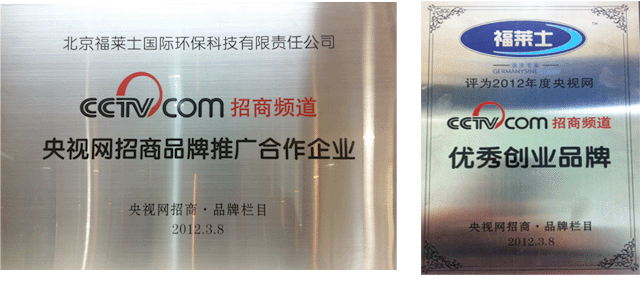 北京福莱士国际环保科技有限责任公司
CCTV.COM 招商频道
央视网招商品牌推广合作企业
央视网招商·品牌栏目
2012.3.8
福莱士
GERMANYSINE
评为2012年度央视网
CCTV.COM 招商频道
优秀创业品牌
央视网招商·品牌栏目
2012.3.8